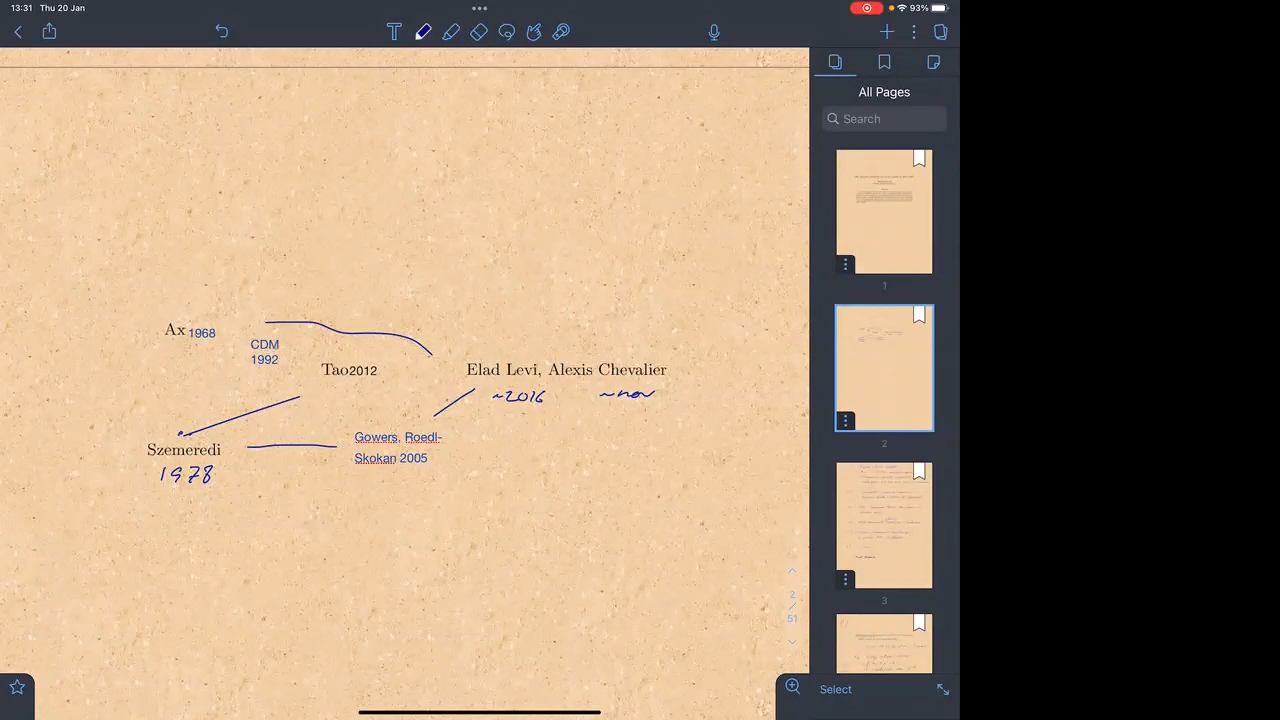 13:31 Thu 20 Jan
93%
All Pages
Search
Ax 1968
CDM
1992
Tao2012
Elad Levi, Alexis Chevalier
~2016 ~now
Szemeredi
1978
Gowers, Roedl-
Skokan 2005
1
2
3
2
/
51
Select